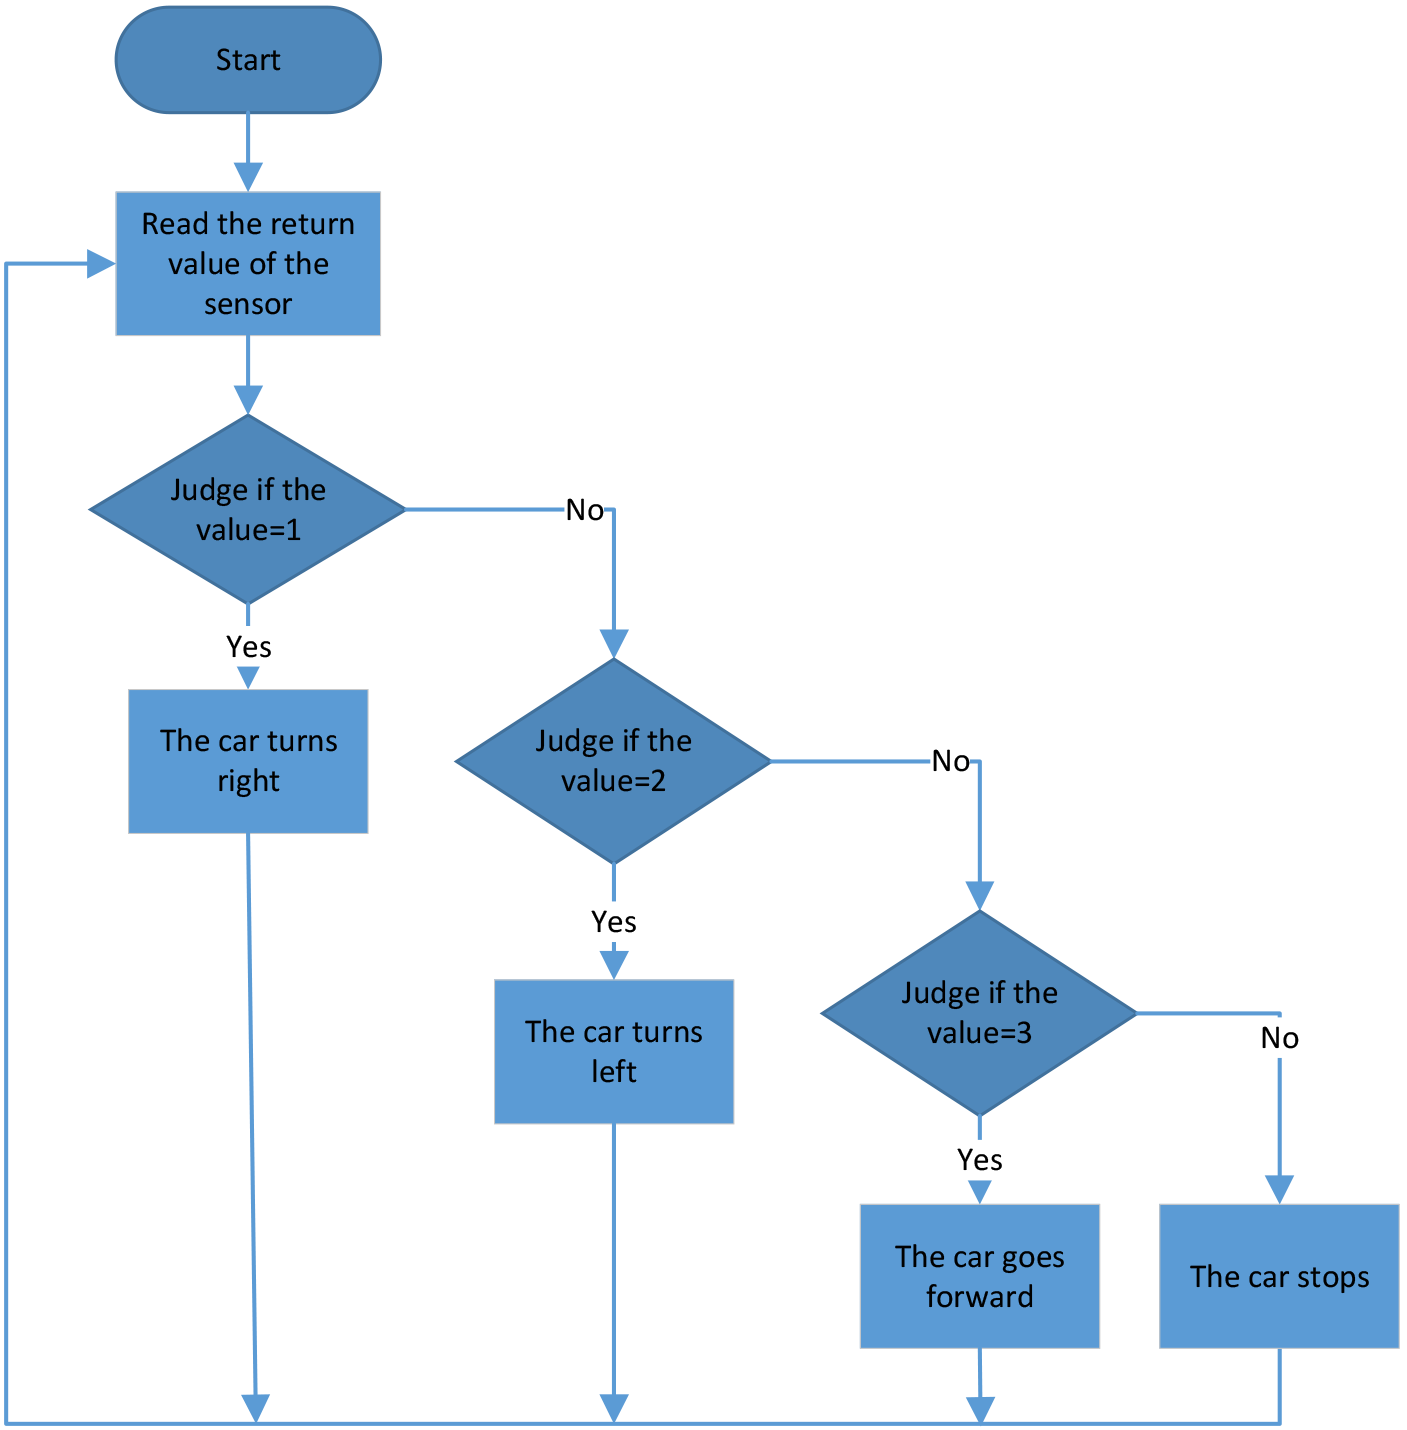 Start
Read the return
value of the
sensor
Judge if the
value=1
No
Yes
The car turns
right
Judge if the
value=2
No
Yes
The car turns
left
Judge if the
value=3
No
Yes
The car goes
forward
The car stops